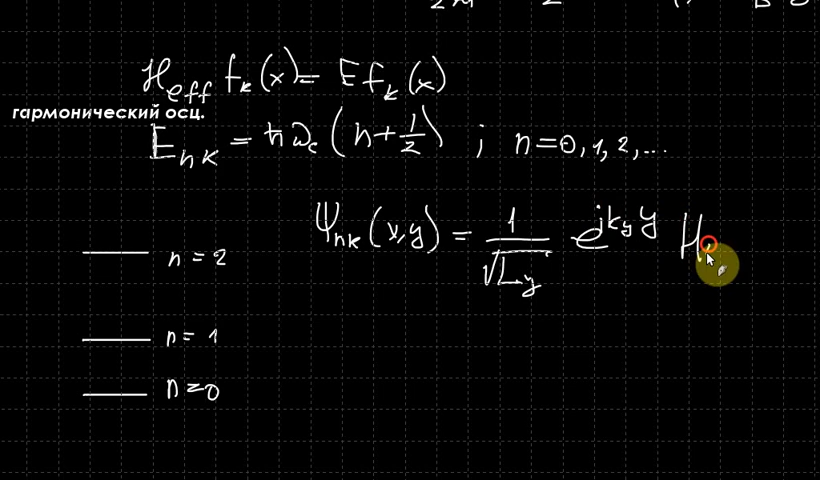 H_eff f_k(x) = E f_k(x)
гармонический осц.
E_nk = ħω_c (n + 1/2) ; n=0, 1, 2, ...
Ψ_nk(x,y) = 1/√L_y e^{ik_y y} H
n = 2
n = 1
n = 0